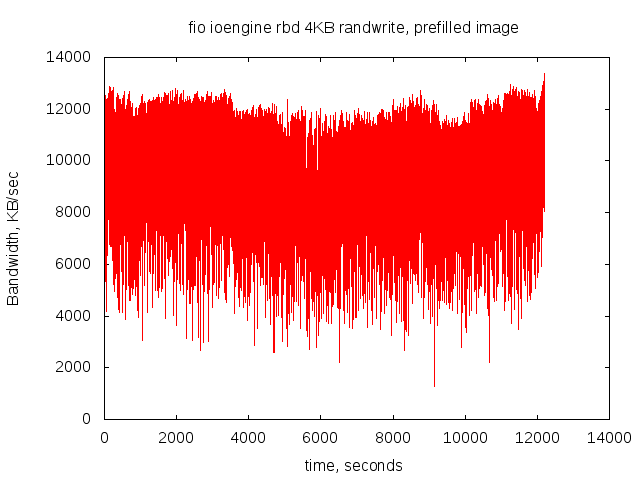 fio ioengine rbd 4KB randwrite, prefilled image
Bandwidth, KB/sec
14000
12000
10000
8000
6000
4000
2000
0
0 2000 4000 6000 8000 10000 12000 14000
time, seconds